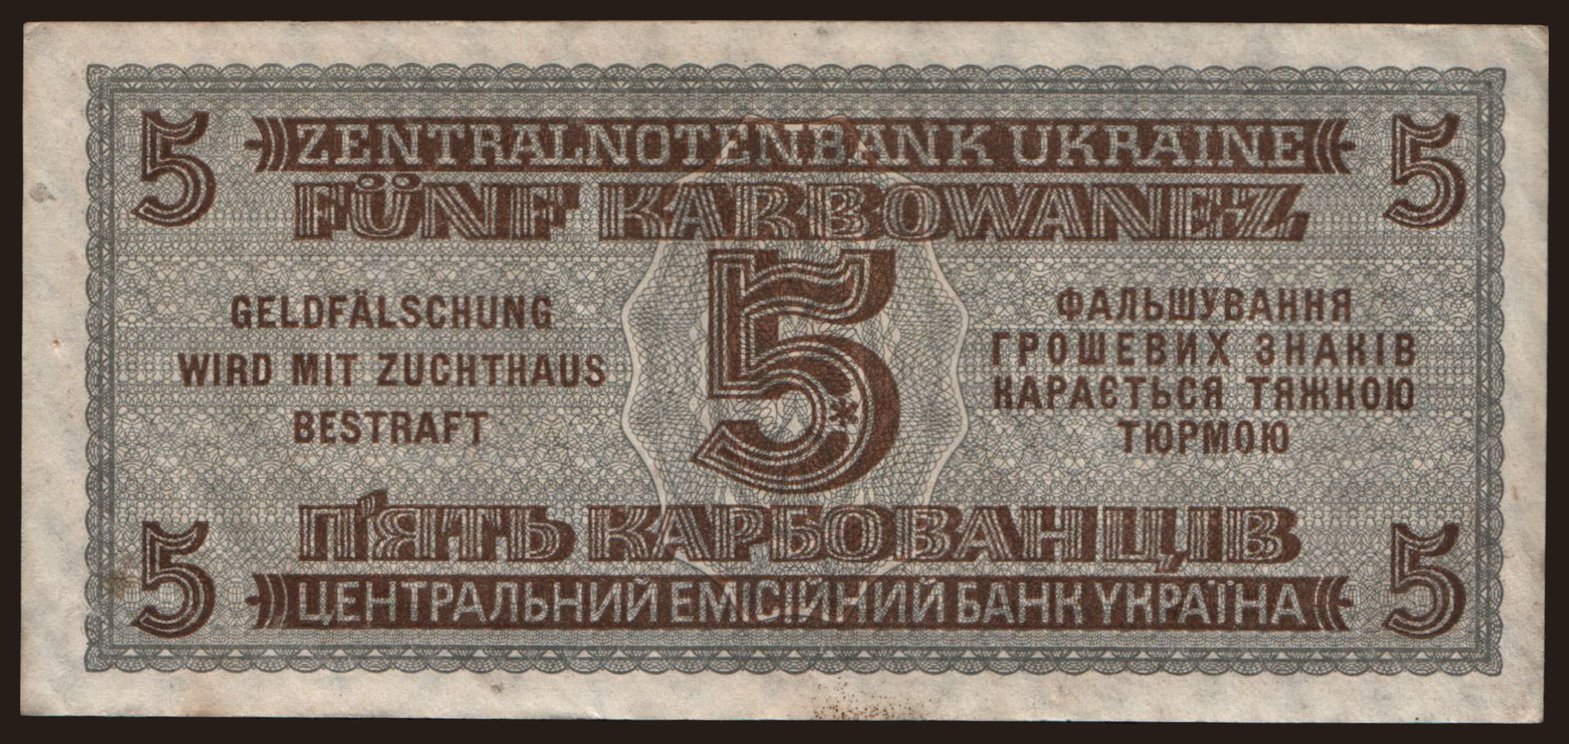 5 ZENTRALNOTENBANK UKRAINE 5
FÜNF KARBOWANEZ
5
GELDFÄLSCHUNG
WIRD MIT ZUCHTHAUS
BESTRAFT
ФАЛЬШУВАННЯ
ГРОШЕВИХ ЗНАКІВ
КАРАЄТЬСЯ ТЯЖКОЮ
ТЮРМОЮ
П'ЯТЬ КАРБОВАНЦІВ
5 ЦЕНТРАЛЬНИЙ ЕМІСІЙНИЙ БАНК УКРАЇНА 5